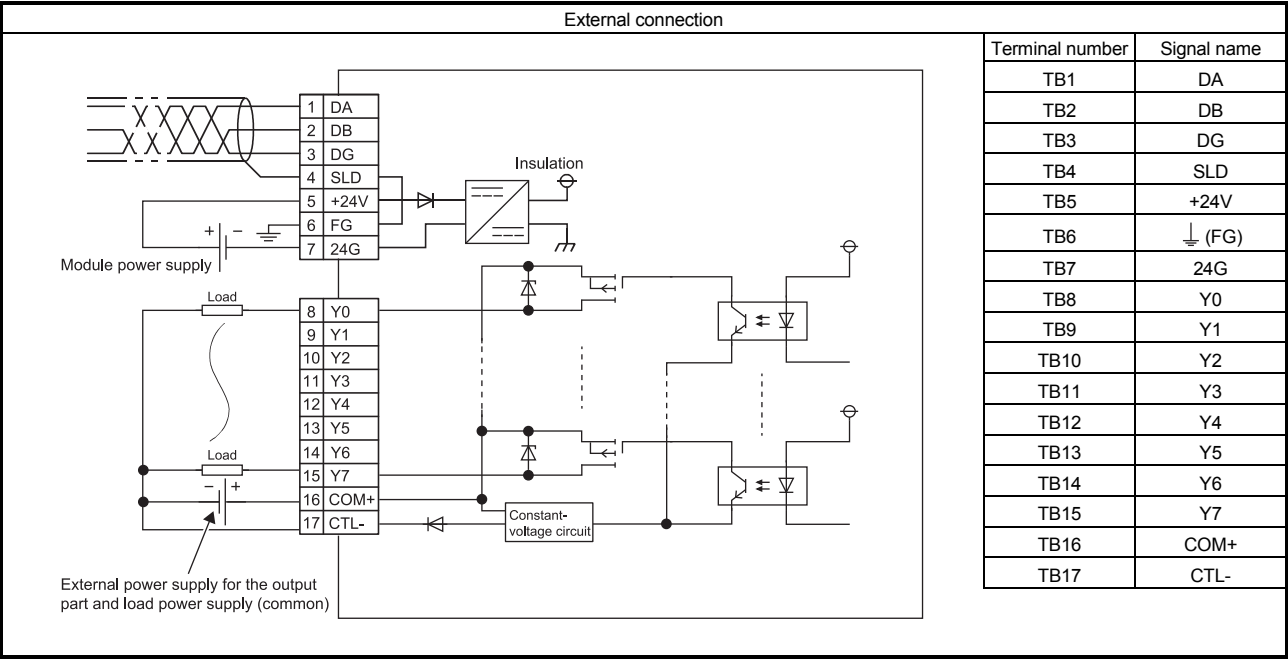 External connection
1 DA
2 DB
3 DG
4 SLD
5 +24V
6 FG
7 24G
+ −
Module power supply
Insulation
Load
8 Y0
9 Y1
10 Y2
11 Y3
12 Y4
13 Y5
14 Y6
15 Y7
16 COM+
17 CTL-
Load
− +
Constant-
voltage circuit
External power supply for the output
part and load power supply (common)
Terminal number Signal name
TB1 DA
TB2 DB
TB3 DG
TB4 SLD
TB5 +24V
TB6 (FG)
TB7 24G
TB8 Y0
TB9 Y1
TB10 Y2
TB11 Y3
TB12 Y4
TB13 Y5
TB14 Y6
TB15 Y7
TB16 COM+
TB17 CTL-